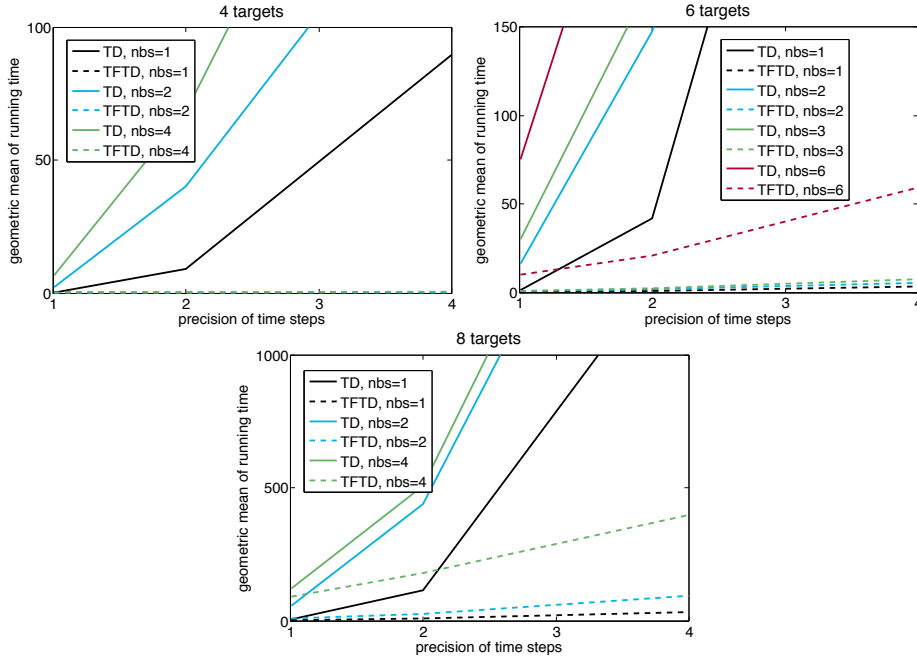 4 targets
100
50
0
geometric mean of running time
TD, nbs=1
TFTD, nbs=1
TD, nbs=2
TFTD, nbs=2
TD, nbs=4
TFTD, nbs=4
1 2 3 4
precision of time steps
6 targets
150
100
50
0
geometric mean of running time
TD, nbs=1
TFTD, nbs=1
TD, nbs=2
TFTD, nbs=2
TD, nbs=3
TFTD, nbs=3
TD, nbs=6
TFTD, nbs=6
1 2 3 4
precision of time steps
8 targets
1000
500
0
geometric mean of running time
TD, nbs=1
TFTD, nbs=1
TD, nbs=2
TFTD, nbs=2
TD, nbs=4
TFTD, nbs=4
1 2 3 4
precision of time steps